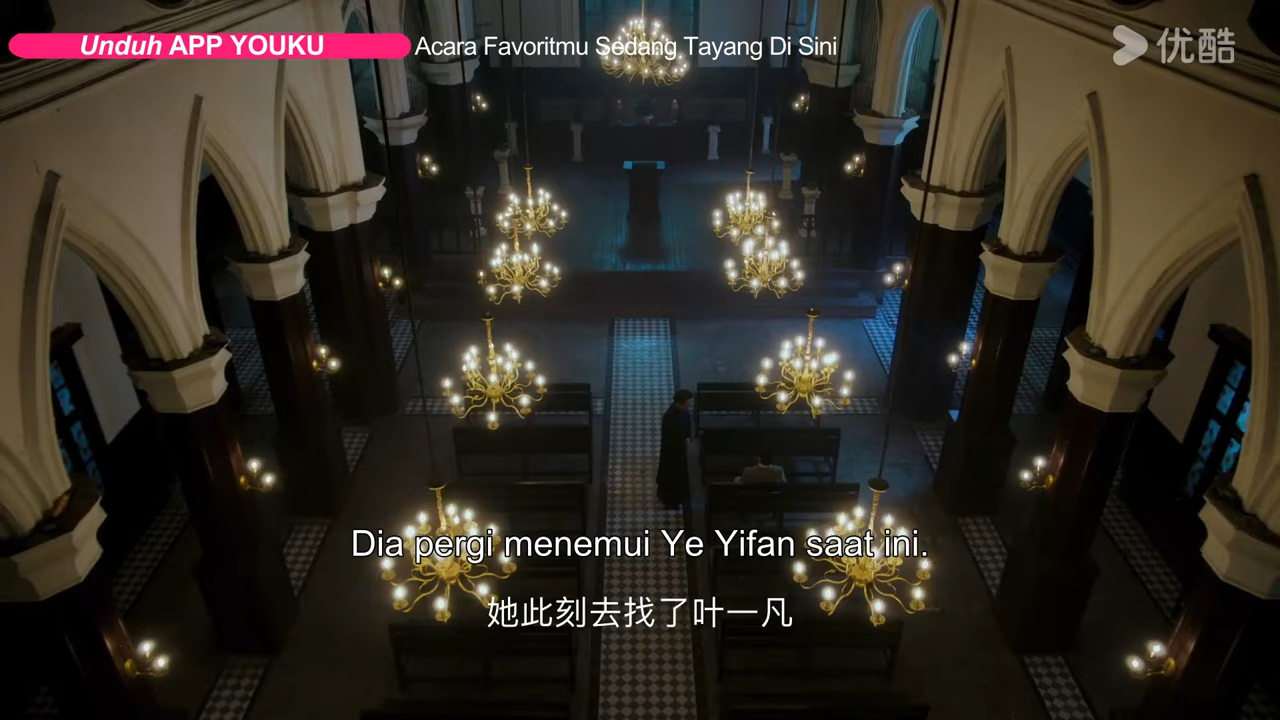 Unduh APP YOUKU Acara Favoritmu Sedang Tayang Di Sini
优酷
Dia pergi menemui Ye Yifan saat ini.
她此刻去找了叶一凡